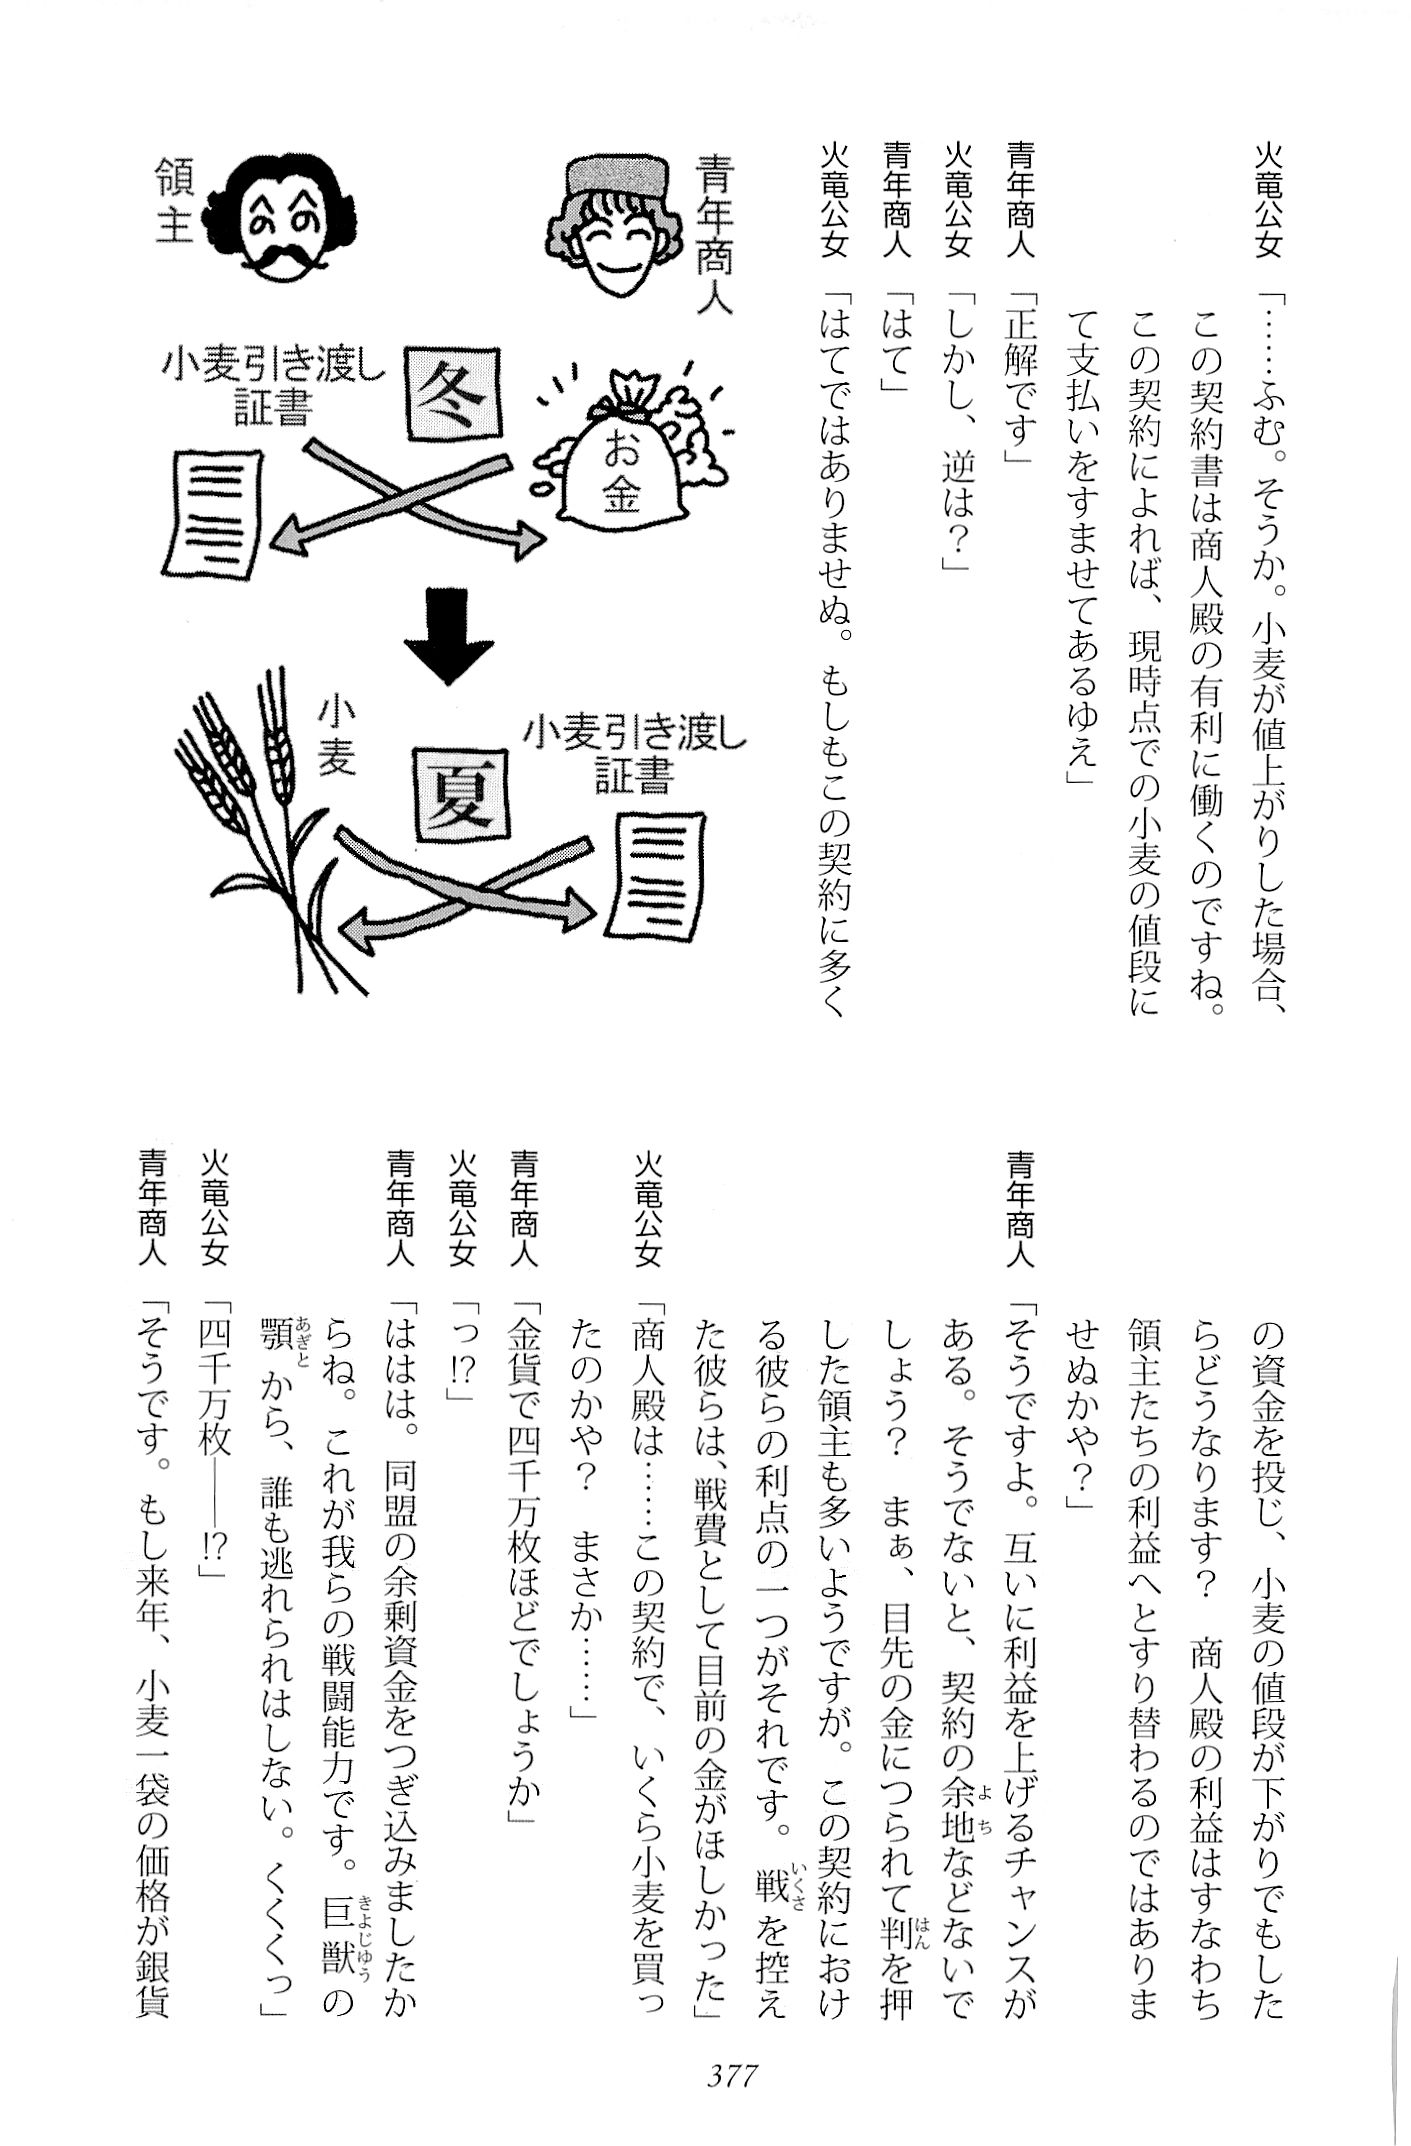 火竜公女「……ふむ。そうか。小麦が値上がりした場合、
この契約書は商人殿の有利に働くのですね。
この契約によれば、現時点での小麦の値段に
て支払いをすませてあるゆえ」
青年商人「正解です」
火竜公女「しかし、逆は？」
青年商人「はて」
火竜公女「はてではありませぬ。もしもこの契約に多く
青年商人
領主
冬
お金
小麦引き渡し
証書
小麦引き渡し
証書
夏
小麦
の資金を投じ、小麦の値段が下がりでもした
らどうなります？　商人殿の利益はすなわち
領主たちの利益へとすり替わるのではありま
せぬかや？」
青年商人「そうですよ。互いに利益を上げるチャンスが
ある。そうでないと、契約の余地などないで
しょう？　まぁ、目先の金につられて判を押
した領主も多いようですが。この契約におけ
る彼らの利点の一つがそれです。戦を控え
た彼らは、戦費として目前の金がほしかった」
火竜公女「商人殿は……この契約で、いくら小麦を買っ
たのかや？　まさか……」
青年商人「金貨で四千万枚ほどでしょうか」
火竜公女「っ!?」
青年商人「ははは。同盟の余剰資金をつぎ込みましたか
らね。これが我らの戦闘能力です。巨獣の
顎から、誰も逃れられはしない。くくくっ」
火竜公女「四千万枚――!?」
青年商人「そうです。もし来年、小麦一袋の価格が銀貨
377